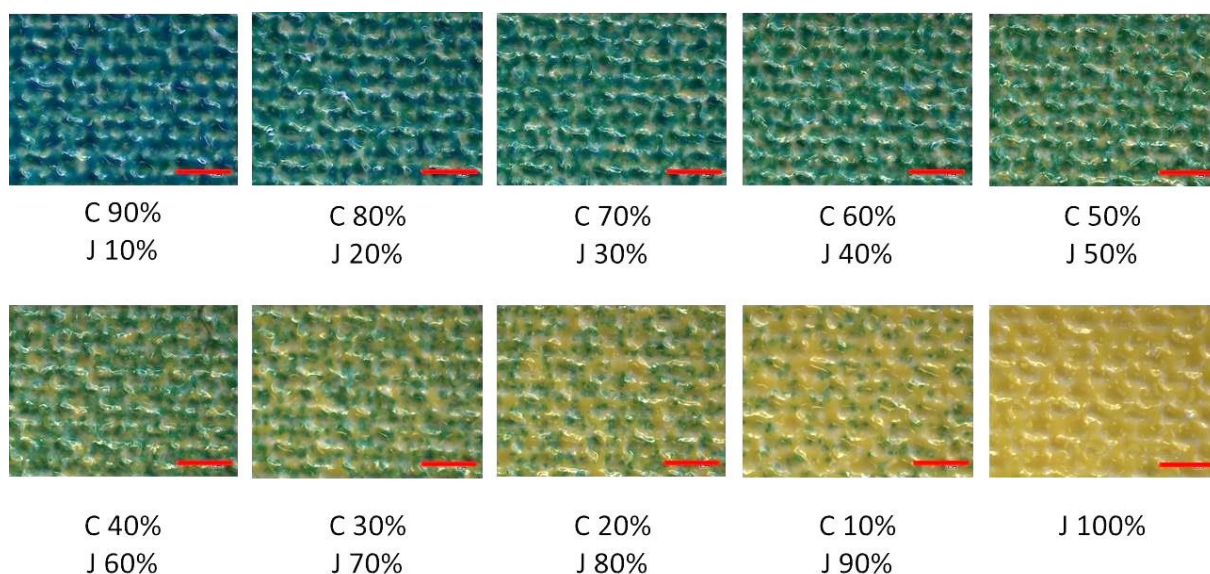 C 90%
J 10%
C 80%
J 20%
C 70%
J 30%
C 60%
J 40%
C 50%
J 50%
C 40%
J 60%
C 30%
J 70%
C 20%
J 80%
C 10%
J 90%
J 100%